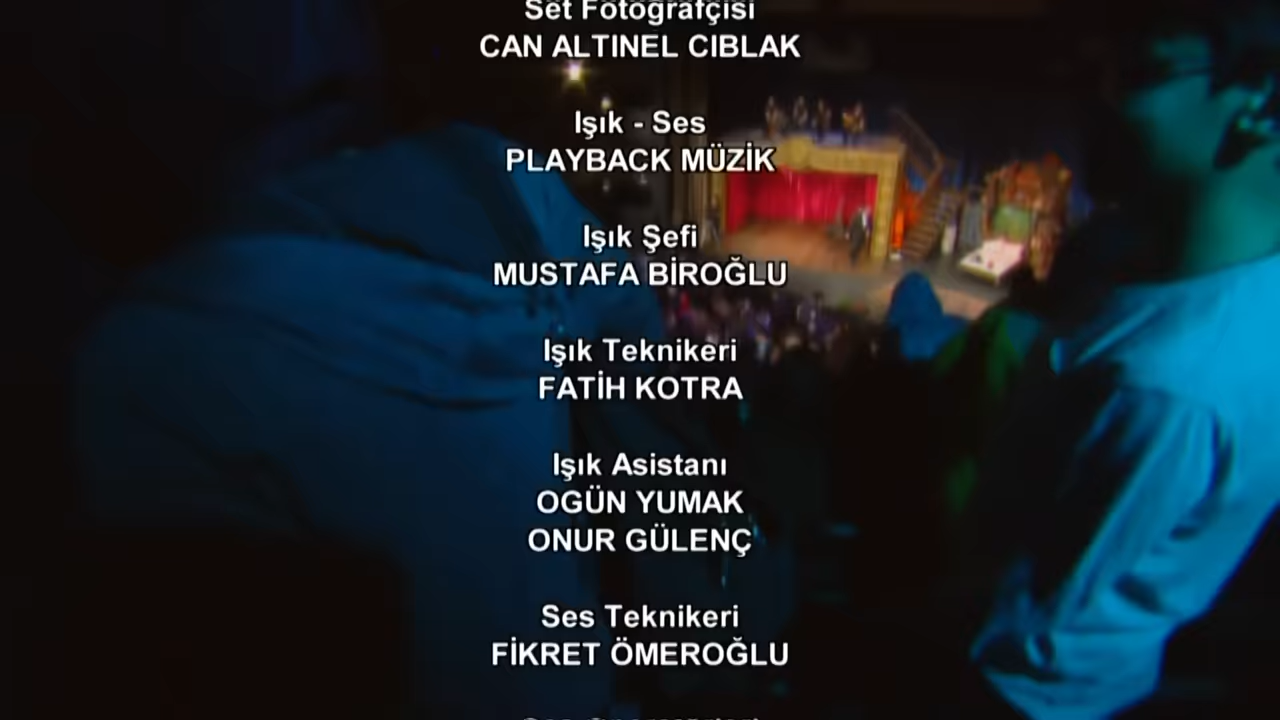 Set Fotoğrafçısı
CAN ALTINEL CIBLAK
Işık - Ses
PLAYBACK MÜZİK
Işık Şefi
MUSTAFA BİROĞLU
Işık Teknikeri
FATİH KOTRA
Işık Asistanı
OGÜN YUMAK
ONUR GÜLENÇ
Ses Teknikeri
FİKRET ÖMEROĞLU